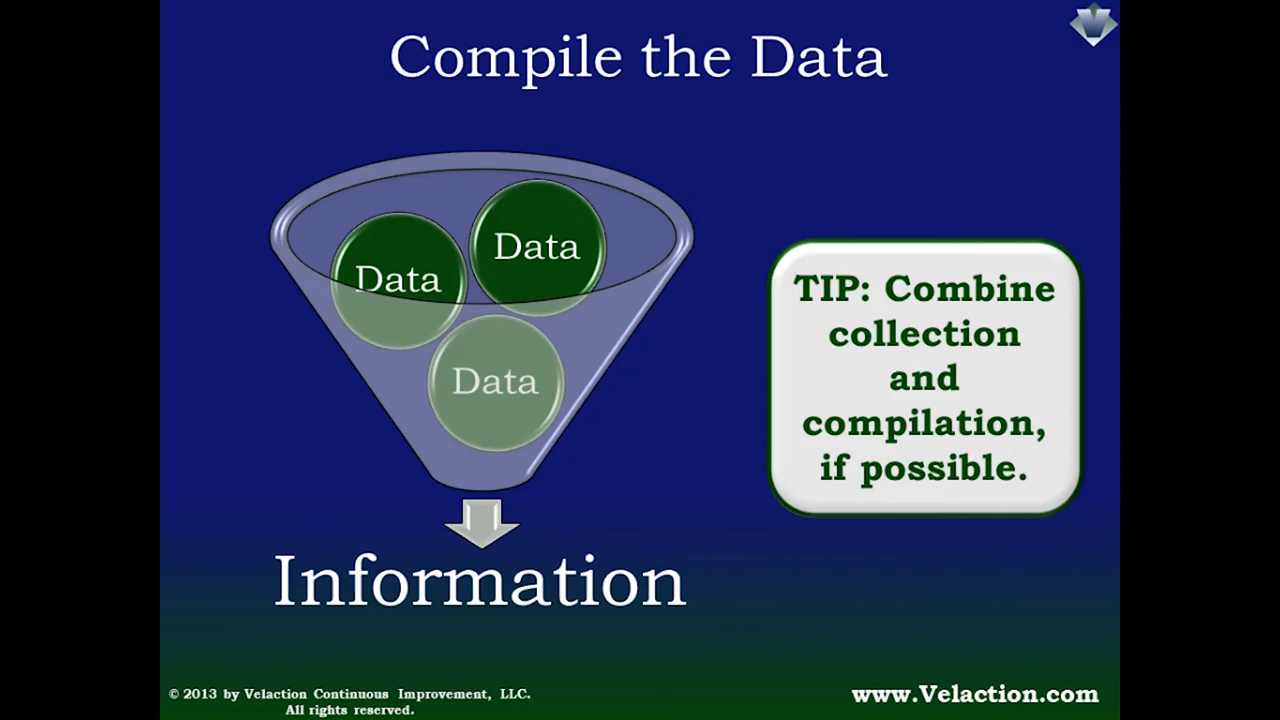 Compile the Data
Data
Data
Data
Information
TIP: Combine
collection
and
compilation,
if possible.
© 2013 by Velaction Continuous Improvement, LLC.
All rights reserved.
www.Velaction.com